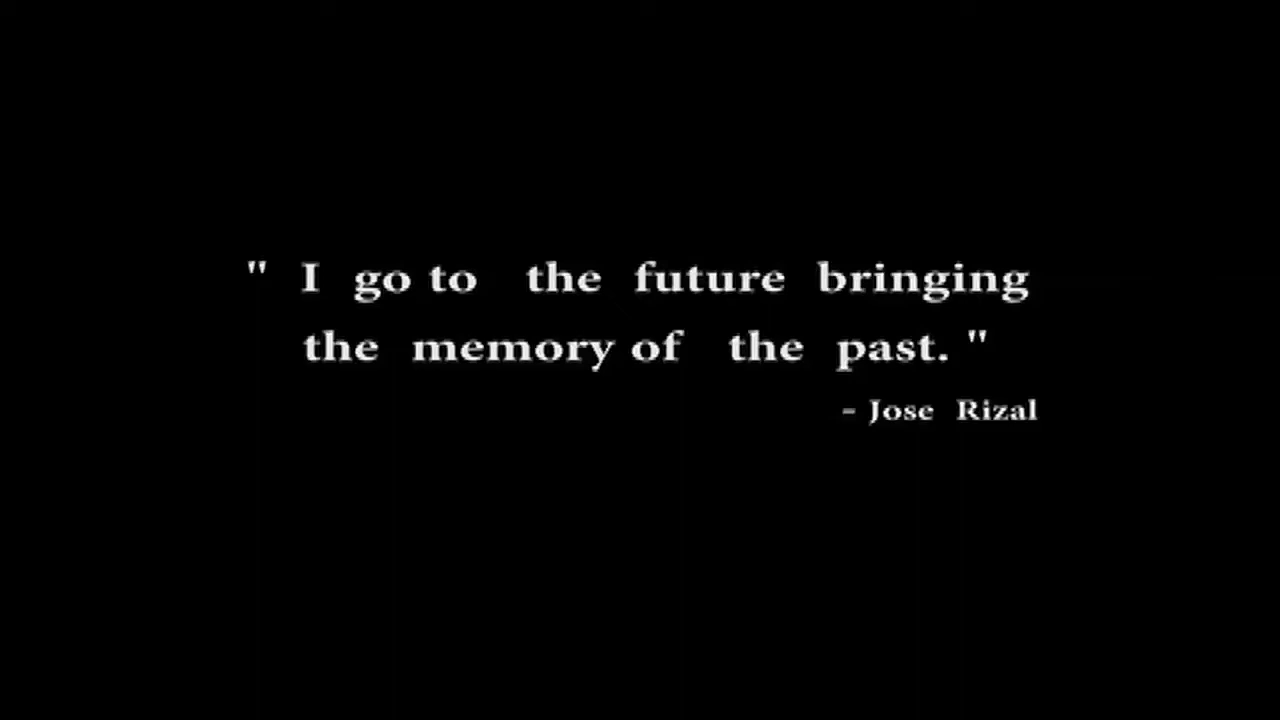 " I go to the future bringing
the memory of the past. "
- Jose Rizal